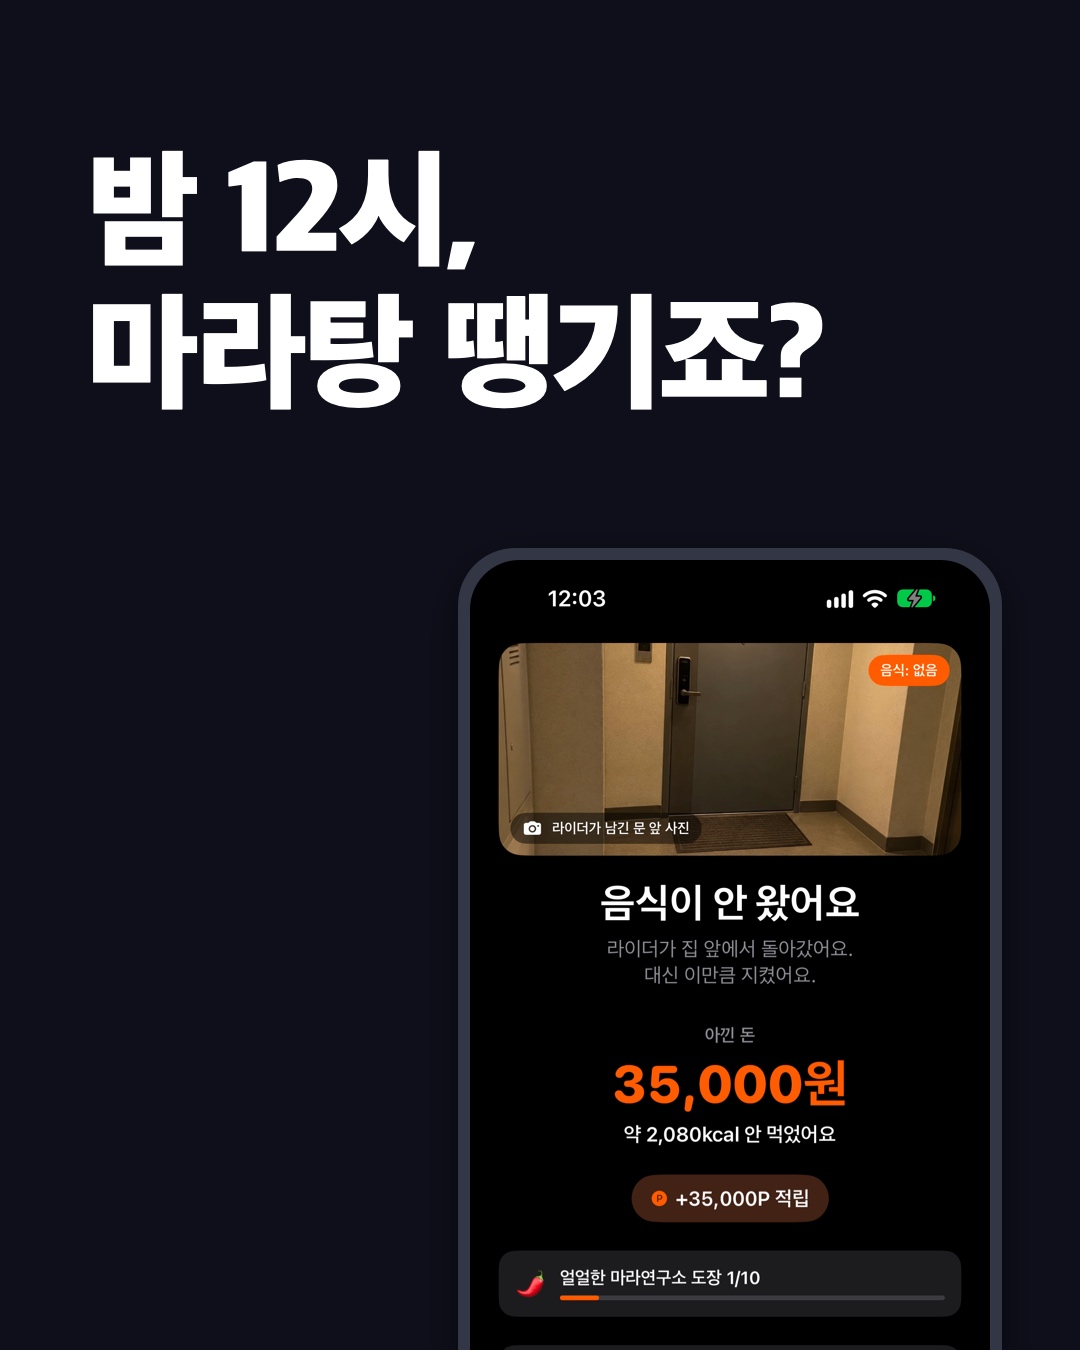 밤 12시,
마라탕 땡기죠?
12:03
음식: 없음
라이더가 남긴 문 앞 사진
음식이 안 왔어요
라이더가 집 앞에서 돌아갔어요.
대신 이만큼 지켰어요.
아낀 돈
35,000원
약 2,080kcal 안 먹었어요
P +35,000P 적립
얼얼한 마라연구소 도장 1/10